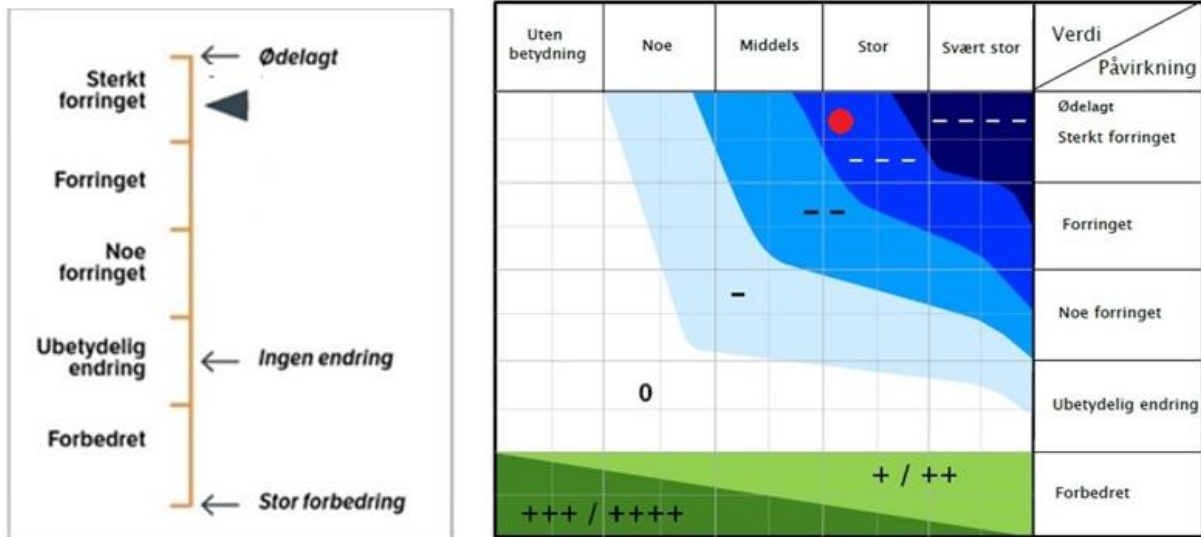 Ødelagt
Sterkt
forringet
Forringet
Noe
forringet
Ubetydelig
endring
Ingen endring
Forbedret
Stor forbedring
Uten
betydning
Noe
Middels
Stor
Svært stor
Verdi
Påvirkning
Ødelagt
Sterkt forringet
Forringet
Noe forringet
Ubetydelig endring
Forbedret
- - - -
- - -
- -
-
0
+ / ++
+++ / ++++